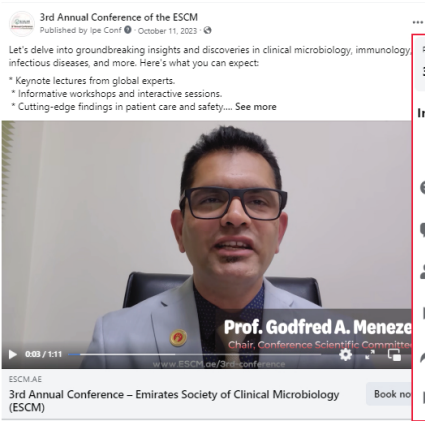 3rd Annual Conference of the ESCM
Published by Ipe Conf · October 11, 2023 ·
Let's delve into groundbreaking insights and discoveries in clinical microbiology, immunology,
infectious diseases, and more. Here's what you can expect:
* Keynote lectures from global experts.
* Informative workshops and interactive sessions.
* Cutting-edge findings in patient care and safety.... See more
Prof. Godfred A. Meneze
Chair, Conference Scientific Committee
0:03 / 1:11
www.ESCM.ae/3rd-conference
ESCM.AE
3rd Annual Conference – Emirates Society of Clinical Microbiology
(ESCM)
Book no